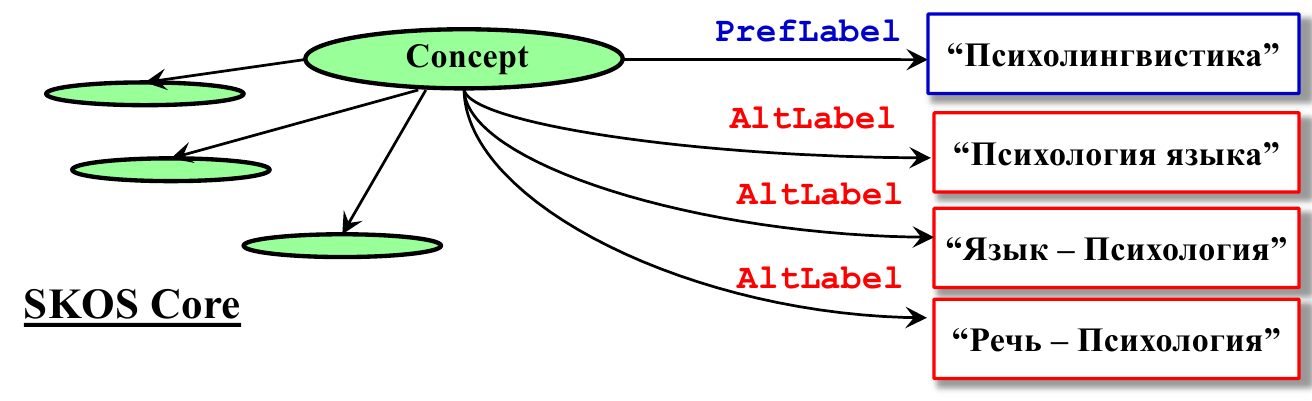 PrefLabel
Concept
“Психолингвистика”
AltLabel
“Психология языка”
AltLabel
“Язык – Психология”
AltLabel
“Речь – Психология”
SKOS Core